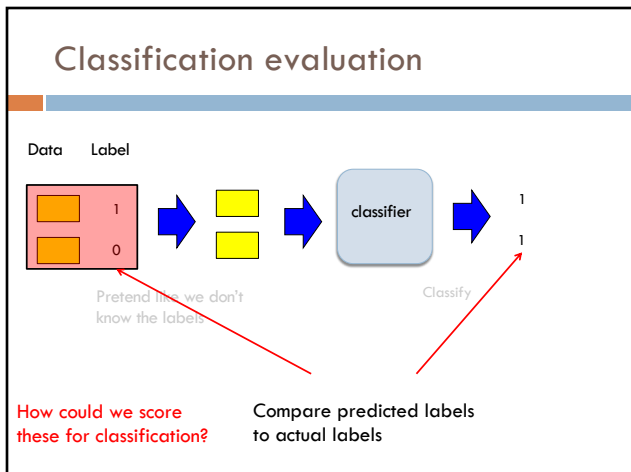 Classification evaluation
Data Label
1
0
classifier
1
1
Pretend like we don't
know the labels
Classify
How could we score
these for classification?
Compare predicted labels
to actual labels